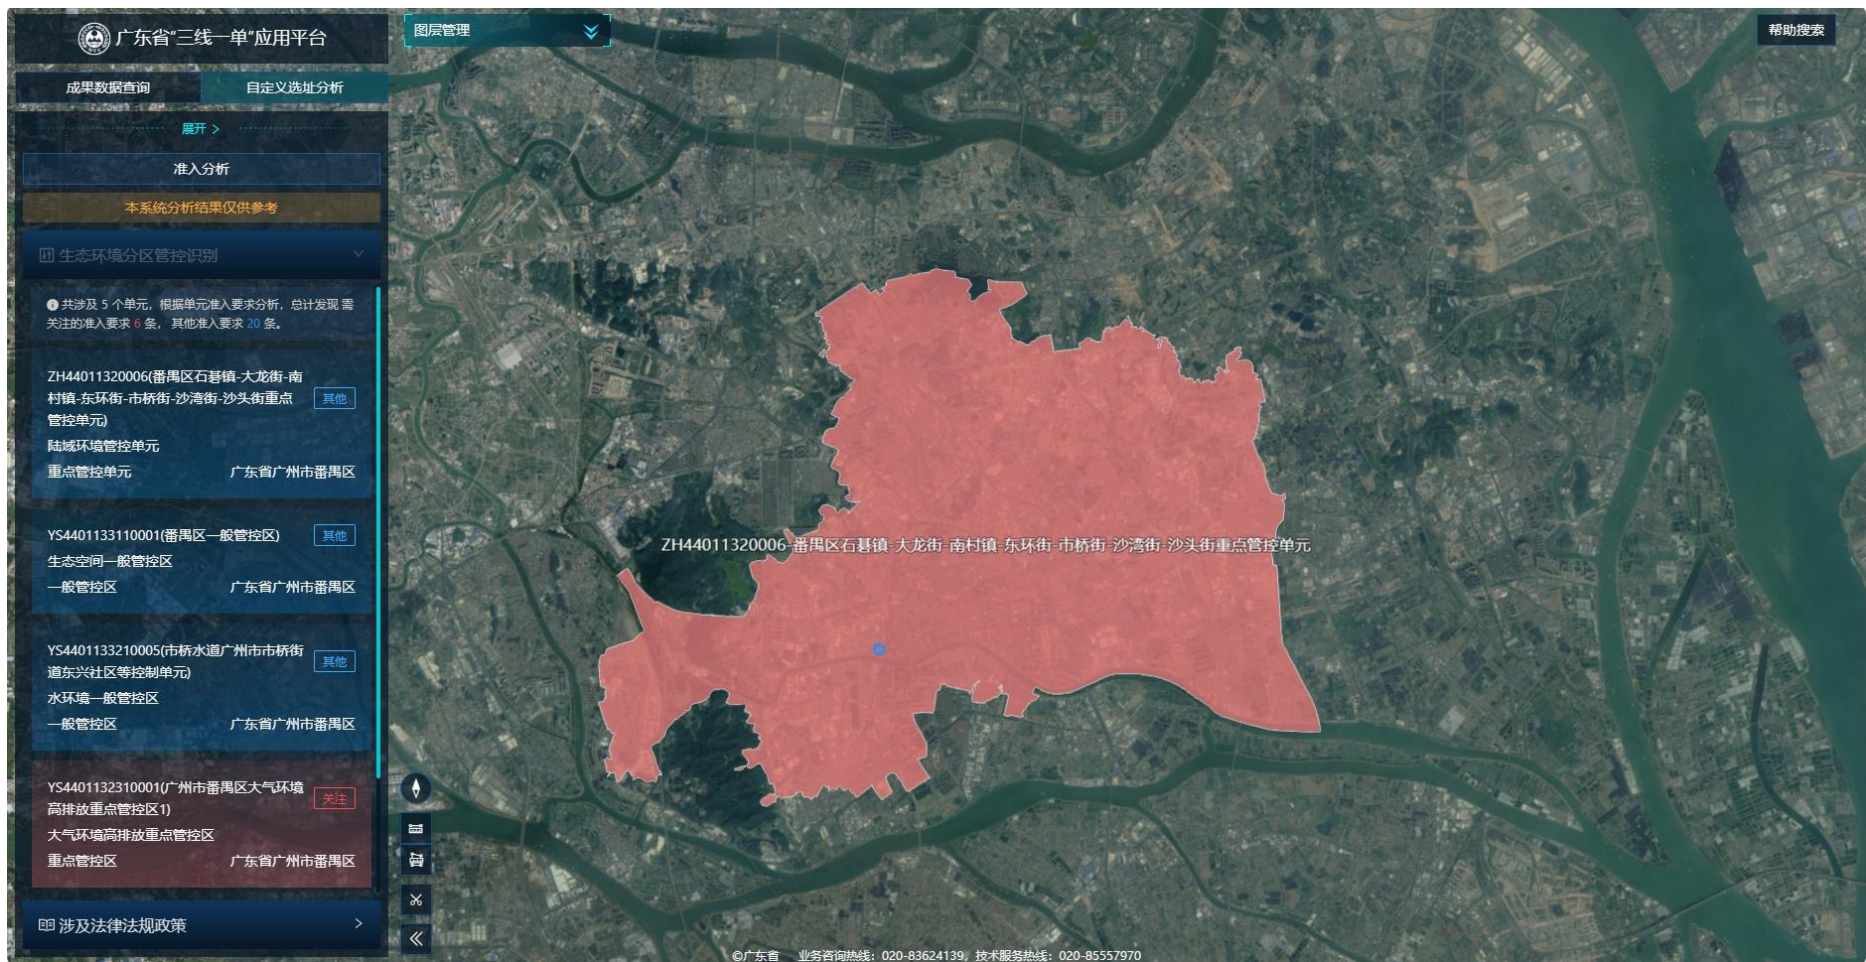 广东省“三线一单”应用平台
成果数据查询
自定义选址分析
展开 >
准入分析
本系统分析结果仅供参考
生态环境分区管控识别
共涉及 5 个单元，根据单元准入要求分析，总计发现 需
关注的准入要求 6 条， 其他准入要求 20 条。
ZH44011320006(番禺区石碁镇-大龙街-南
村镇-东环街-市桥街-沙湾街-沙头街重点
管控单元)
其他
陆域环境管控单元
重点管控单元 广东省广州市番禺区
YS4401133110001(番禺区一般管控区)
其他
生态空间一般管控区
一般管控区 广东省广州市番禺区
YS4401133210005(市桥水道广州市市桥街
道东兴社区等控制单元)
其他
水环境一般管控区
一般管控区 广东省广州市番禺区
YS4401132310001(广州市番禺区大气环境
高排放重点管控区1)
关注
大气环境高排放重点管控区
重点管控区 广东省广州市番禺区
涉及法律法规政策
图层管理
帮助搜索
ZH44011320006-番禺区石碁镇-大龙街-南村镇-东环街-市桥街-沙湾街-沙头街重点管控单元
©广东省 业务咨询热线：020-83624139，技术服务热线：020-85557970